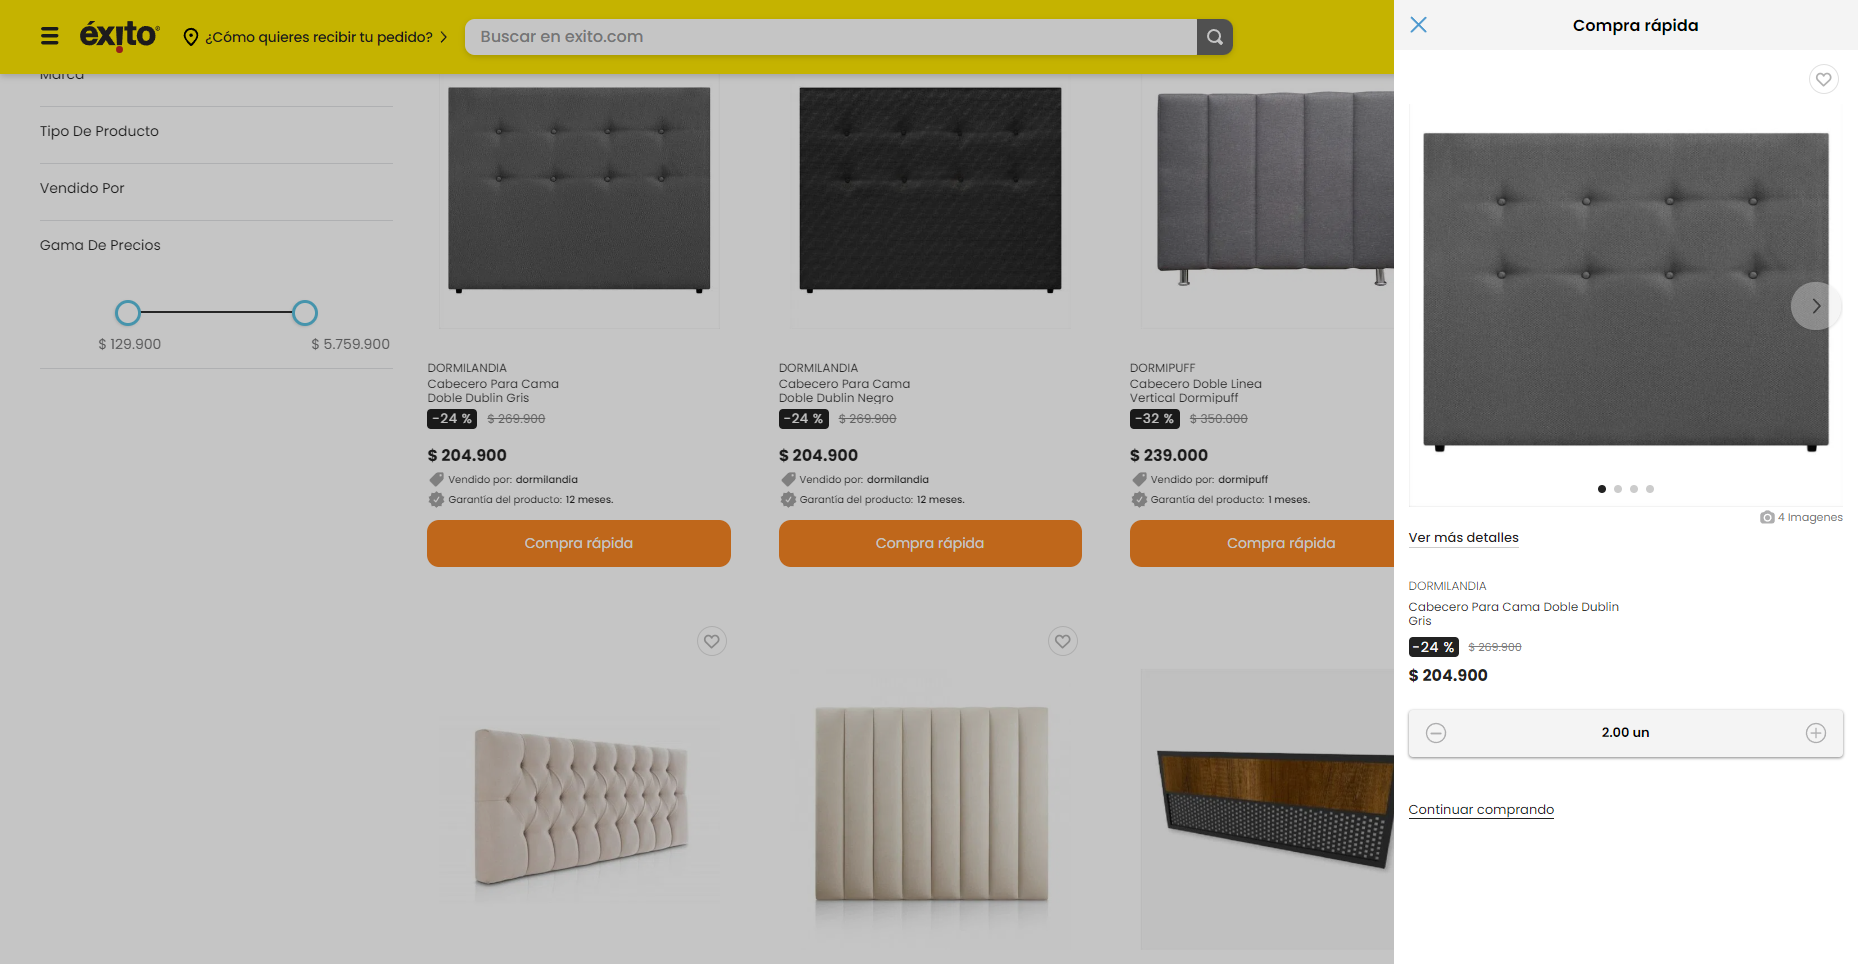 éxito
¿Cómo quieres recibir tu pedido?
Buscar en exito.com
Marca
Tipo De Producto
Vendido Por
Gama De Precios
$ 129.900
$ 5.759.900
DORMILANDIA
Cabecero Para Cama
Doble Dublin Gris
-24 % $ 269.900
$ 204.900
Vendido por: dormilandia
Garantía del producto: 12 meses.
Compra rápida
DORMILANDIA
Cabecero Para Cama
Doble Dublin Negro
-24 % $ 269.900
$ 204.900
Vendido por: dormilandia
Garantía del producto: 12 meses.
Compra rápida
DORMIPUFF
Cabecero Doble Linea
Vertical Dormipuff
-32 % $ 350.000
$ 239.000
Vendido por: dormipuff
Garantía del producto: 1 meses.
Compra rápida
Compra rápida
4 Imagenes
Ver más detalles
DORMILANDIA
Cabecero Para Cama Doble Dublin
Gris
-24 % $ 269.900
$ 204.900
2.00 un
Continuar comprando